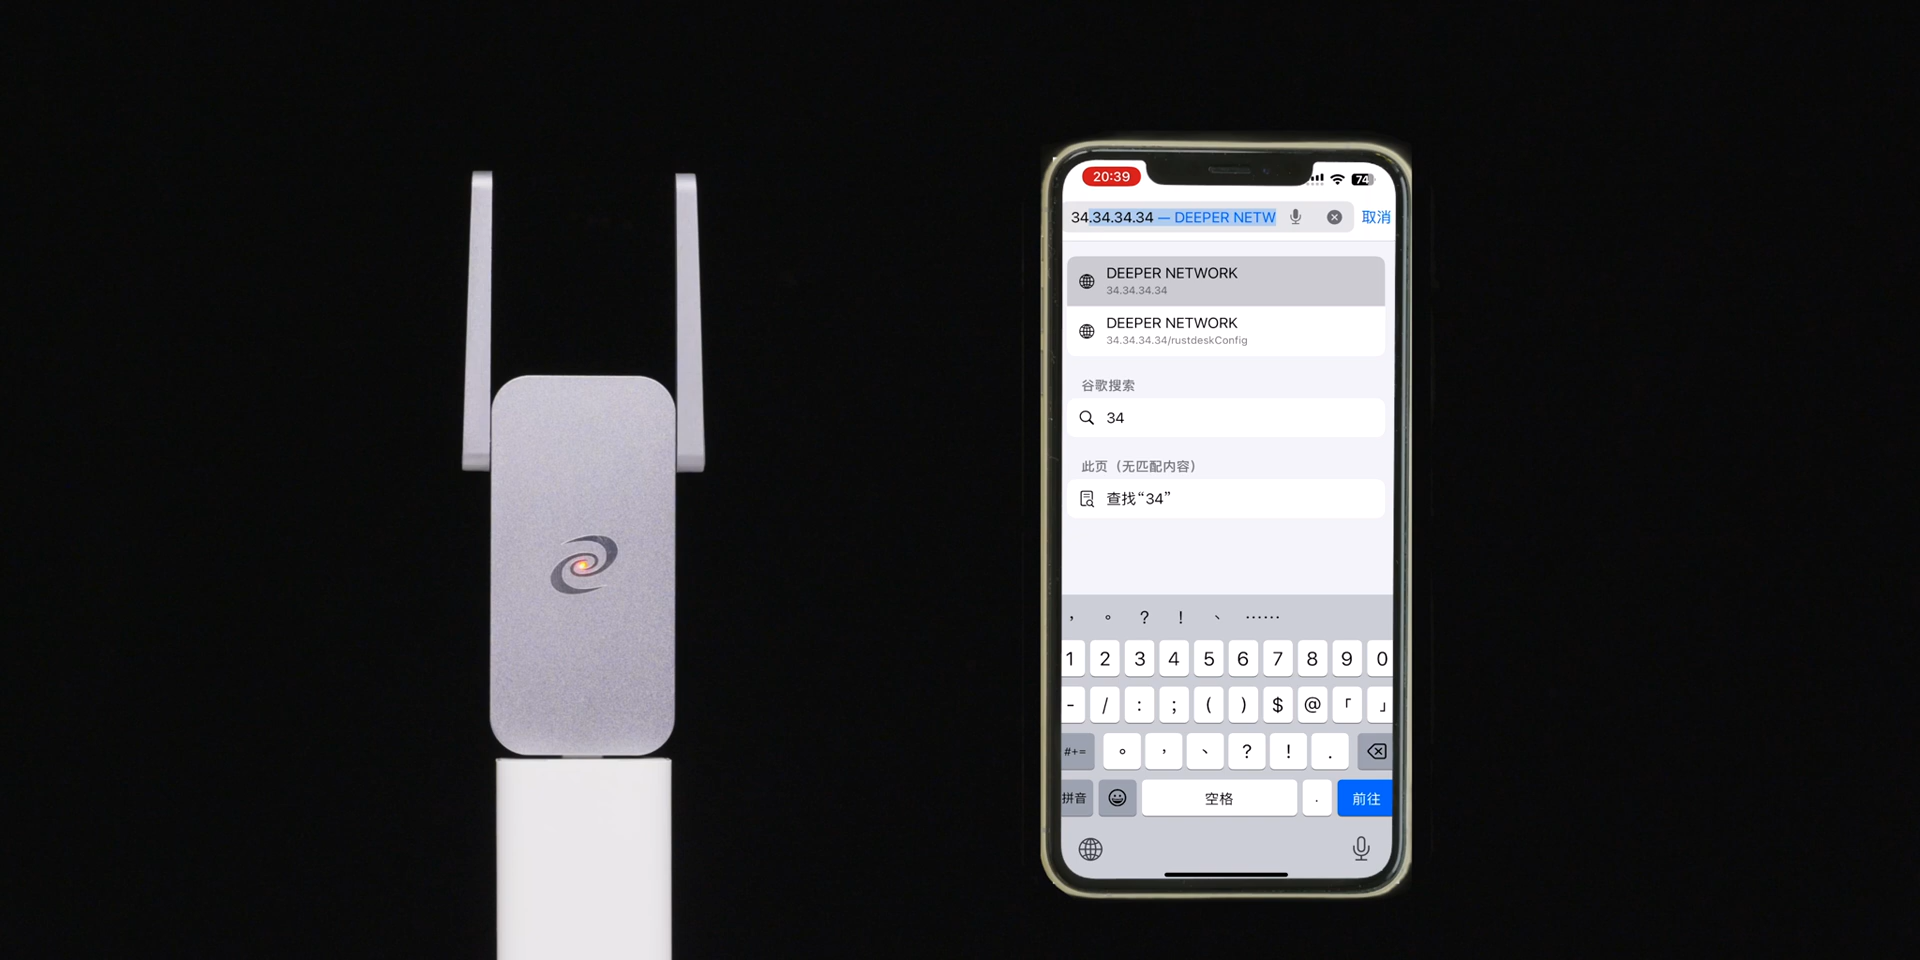 20:39
74
34.34.34.34 — DEEPER NETW
取消
DEEPER NETWORK
34.34.34.34
DEEPER NETWORK
34.34.34.34/rustdeskConfig
谷歌搜索
34
此页（无匹配内容）
查找“34”
， 。 ？ ！ 、 ……
1 2 3 4 5 6 7 8 9 0
- / : ; ( ) $ @ 「 」
#+= 。 ， 、 ？ ！ .
拼音 空格 . 前往